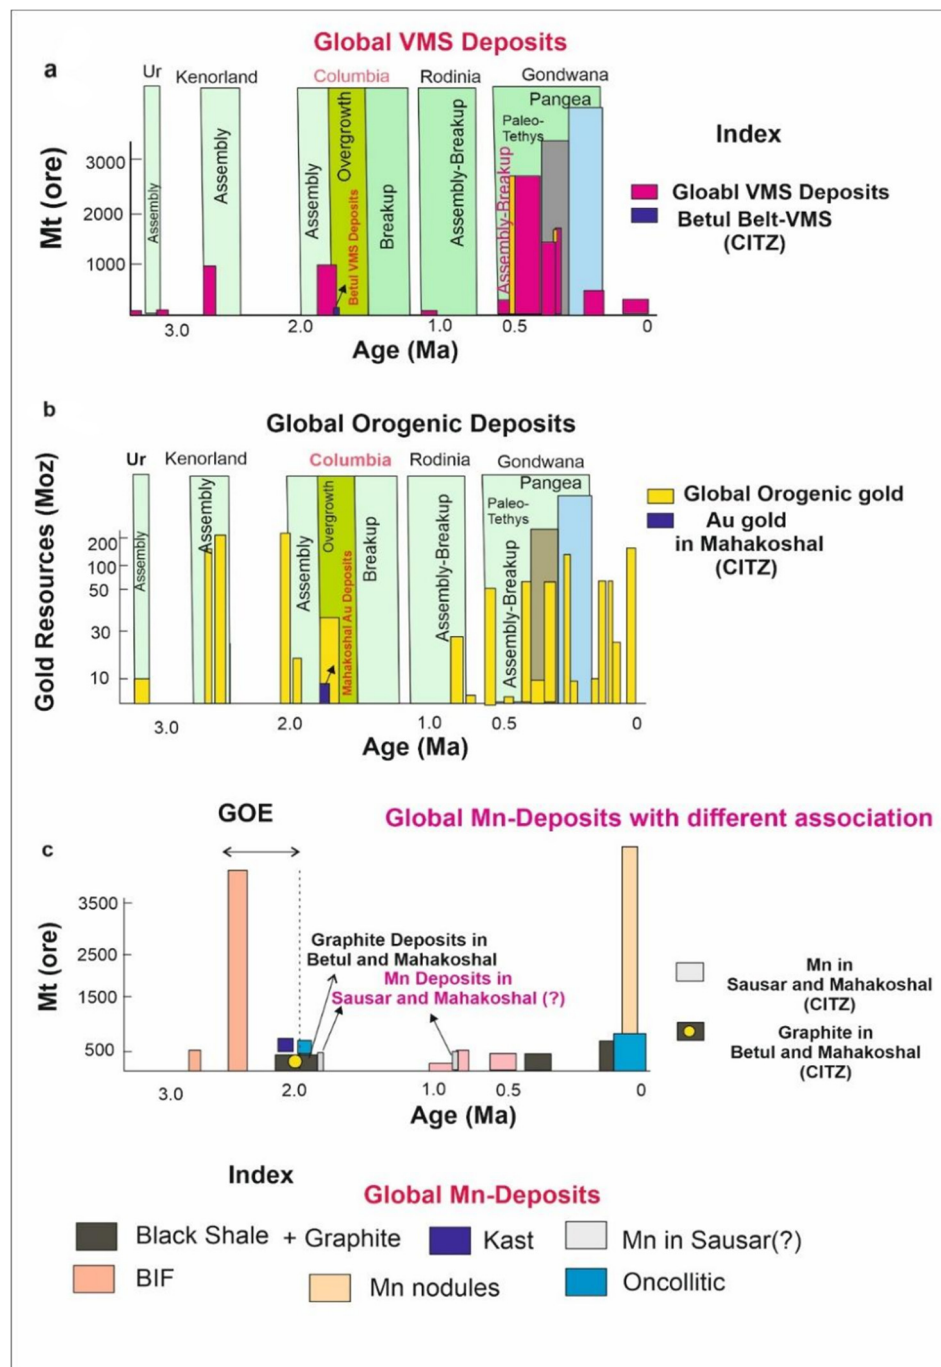 Global VMS Deposits
a
Ur
Kenorland
Columbia
Rodinia
Gondwana
Pangea
Paleo-
Tethys
Assembly
Assembly
Assembly
Overgrowth
Betul VMS Deposits
Breakup
Assembly-Breakup
Assembly-Breakup
Mt (ore)
3000
2000
1000
3.0
2.0
1.0
0.5
0
Age (Ma)
Index
Gloabl VMS Deposits
Betul Belt-VMS
(CITZ)
b
Global Orogenic Deposits
Ur
Kenorland
Columbia
Rodinia
Gondwana
Pangea
Paleo-
Tethys
Assembly
Assembly
Assembly
Overgrowth
Mahakoshal Au Deposits
Breakup
Assembly-Breakup
Assembly-Breakup
Gold Resources (Moz)
200
100
50
30
10
3.0
2.0
1.0
0.5
0
Age (Ma)
Global Orogenic gold
Au gold
in Mahakoshal
(CITZ)
GOE
Global Mn-Deposits with different association
c
Mt (ore)
3500
2500
1500
500
Graphite Deposits in
Betul and Mahakoshal
Mn Deposits in
Sausar and Mahakoshal (?)
3.0
2.0
1.0
0.5
0
Age (Ma)
Mn in
Sausar and Mahakoshal
(CITZ)
Graphite in
Betul and Mahakoshal
(CITZ)
Index
Global Mn-Deposits
Black Shale + Graphite
Kast
Mn in Sausar(?)
BIF
Mn nodules
Oncollitic